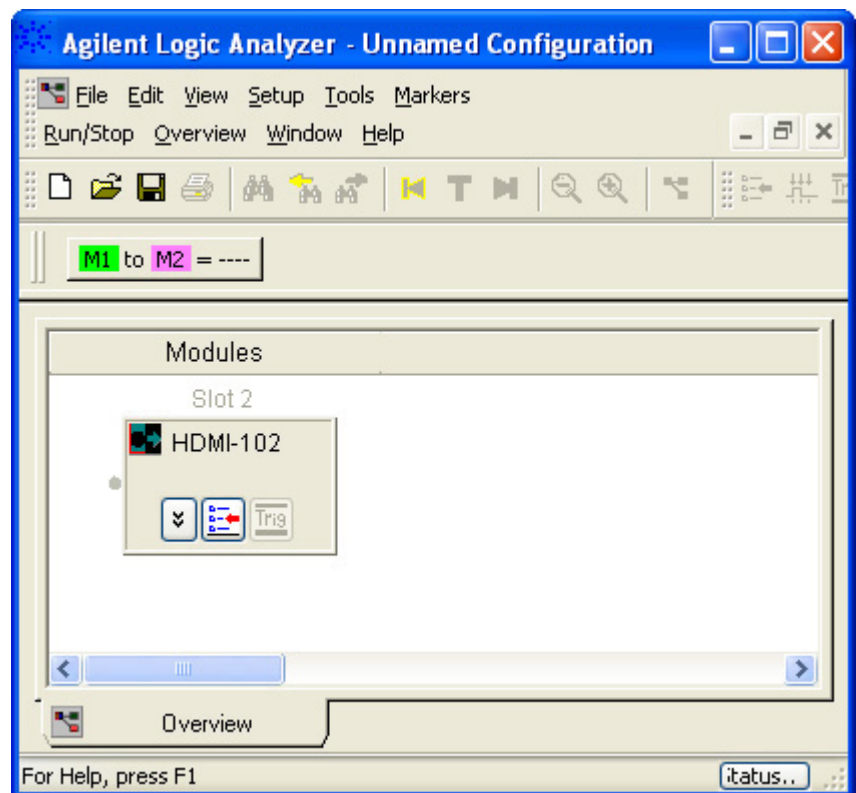 Agilent Logic Analyzer - Unnamed Configuration
File Edit View Setup Tools Markers
Run/Stop Overview Window Help
T
M1 to M2 = ----
Modules
Slot 2
HDMI-102
Trig
Overview
For Help, press F1
itatus..